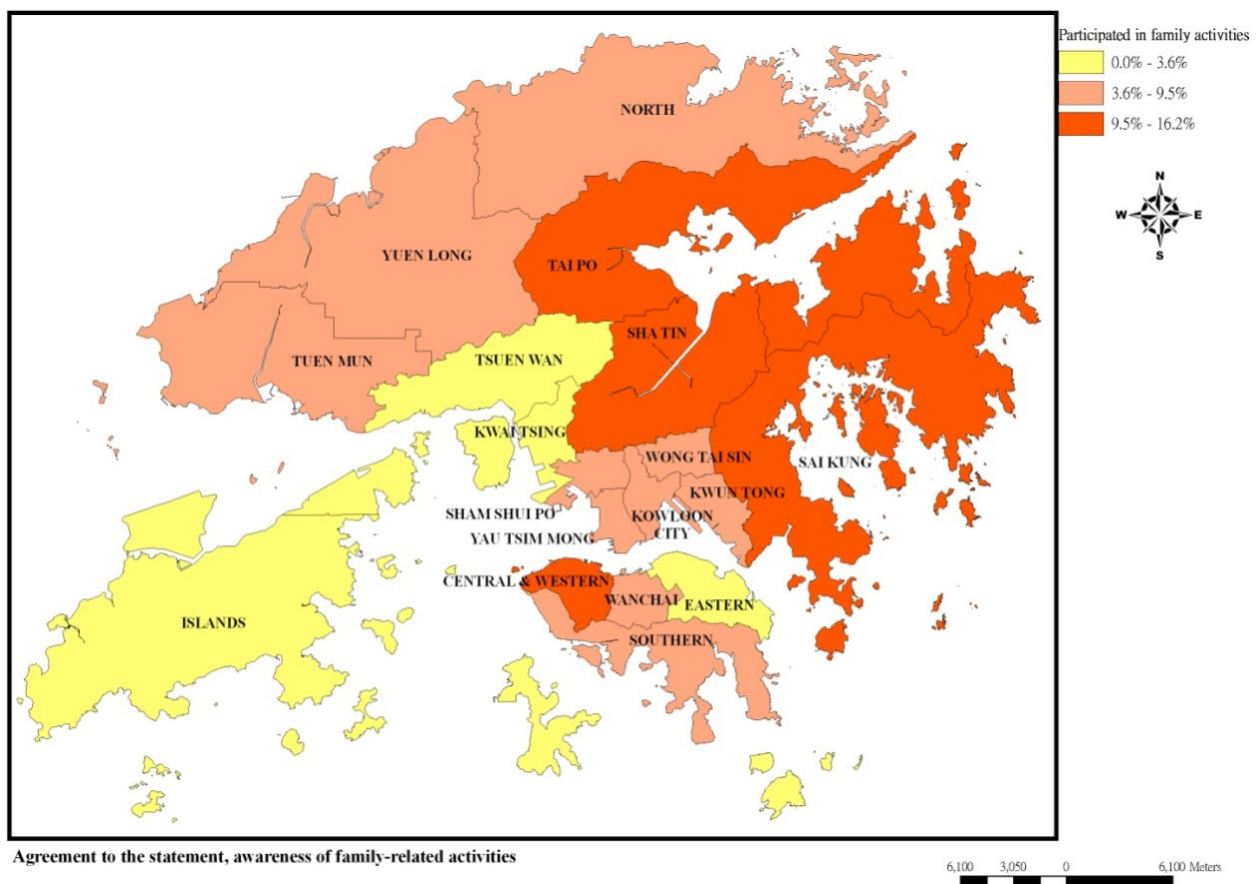 Participated in family activities
0.0% - 3.6%
3.6% - 9.5%
9.5% - 16.2%
N
W E
S
NORTH
YUEN LONG
TAI PO
SHA TIN
TUEN MUN
TSUEN WAN
KWAI TSING
WONG TAI SIN
SAI KUNG
KWUN TONG
SHAM SHUI PO
KOWLOON
CITY
YAU TSIM MONG
CENTRAL & WESTERN
WANCHAI
EASTERN
ISLANDS
SOUTHERN
Agreement to the statement, awareness of family-related activities
6,100 3,050 0 6,100 Meters